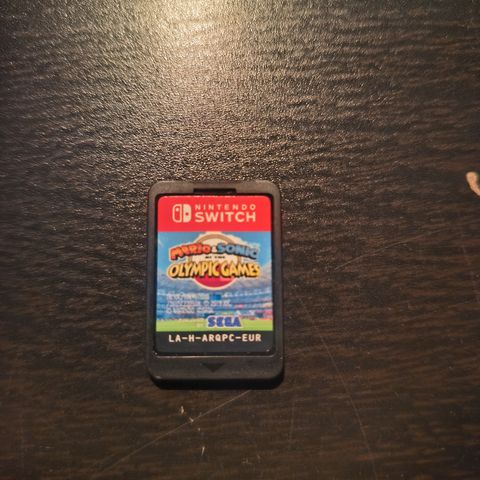 NINTENDO
SWITCH
MARIO & SONIC
AT THE
OLYMPIC GAMES
SEGA
LA-H-ARQPC-EUR